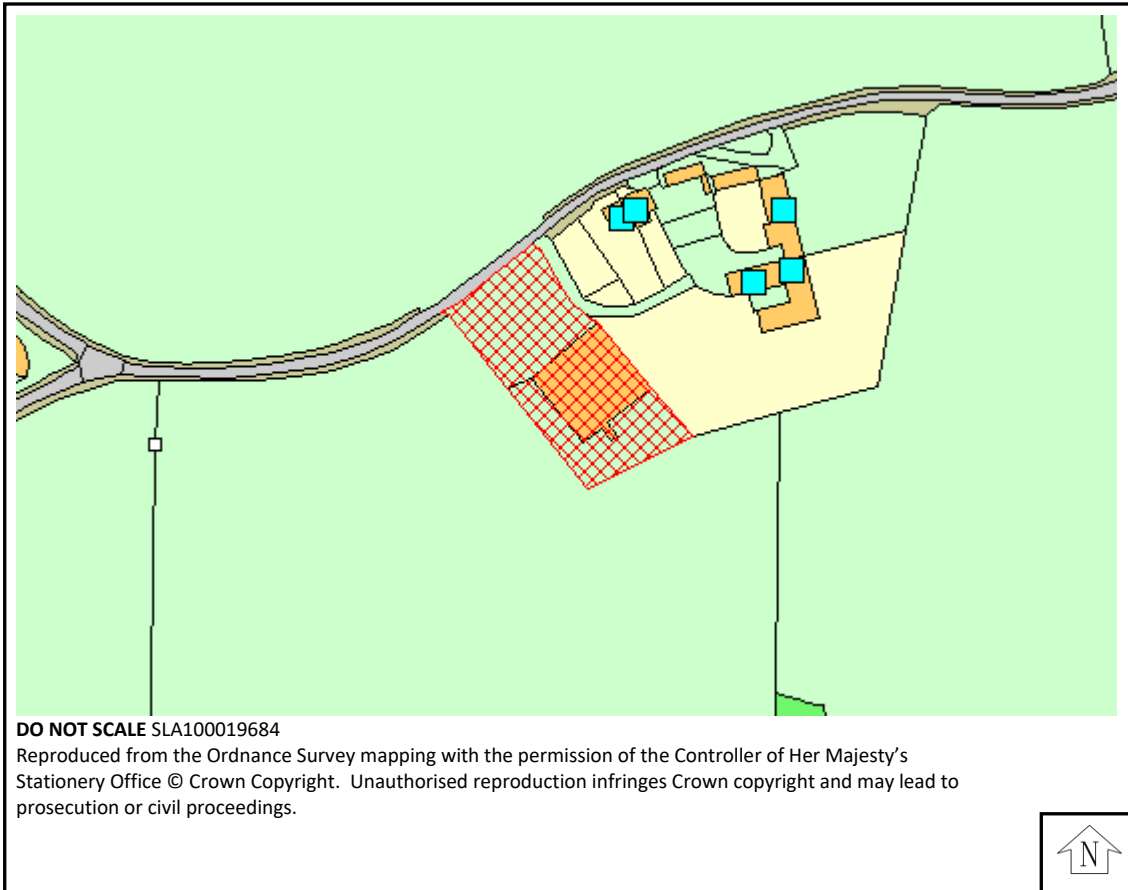 DO NOT SCALE SLA100019684
Reproduced from the Ordnance Survey mapping with the permission of the Controller of Her Majesty’s
Stationery Office © Crown Copyright.  Unauthorised reproduction infringes Crown copyright and may lead to
prosecution or civil proceedings.
N